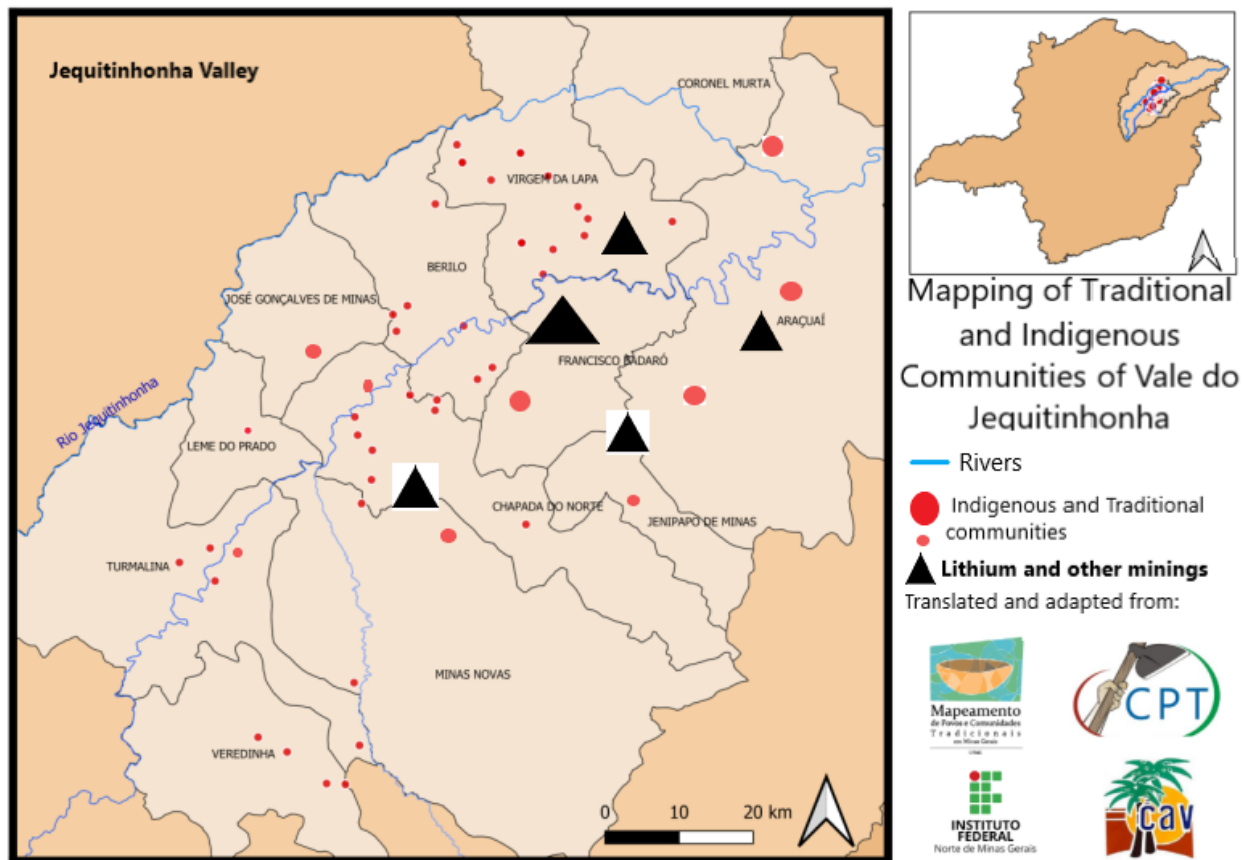 Jequitinhonha Valley
CORONEL MURTA
VIRGEM DA LAPA
BERILO
JOSÉ GONÇALVES DE MINAS
ARAÇUAÍ
FRANCISCO BADARÓ
Rio Jequitinhonha
LEME DO PRADO
CHAPADA DO NORTE
JENIPAPO DE MINAS
TURMALINA
MINAS NOVAS
VEREDINHA
0 10 20 km
Mapping of Traditional
and Indigenous
Communities of Vale do
Jequitinhonha
Rivers
Indigenous and Traditional
communities
Lithium and other minings
Translated and adapted from:
Mapeamento
de Povos e Comunidades
Tradicionais
em Minas Gerais
CPT
INSTITUTO
FEDERAL
Norte de Minas Gerais
cav